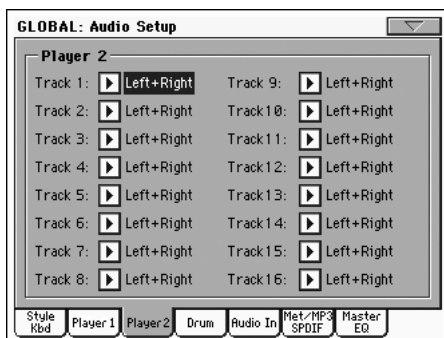 GLOBAL: Audio Setup
Player 2
Track 1: Left+Right Track 9: Left+Right
Track 2: Left+Right Track10: Left+Right
Track 3: Left+Right Track11: Left+Right
Track 4: Left+Right Track12: Left+Right
Track 5: Left+Right Track13: Left+Right
Track 6: Left+Right Track14: Left+Right
Track 7: Left+Right Track15: Left+Right
Track 8: Left+Right Track16: Left+Right
Style Kbd Player 1 Player 2 Drum Audio In Met/MP3 SPDIF Master EQ